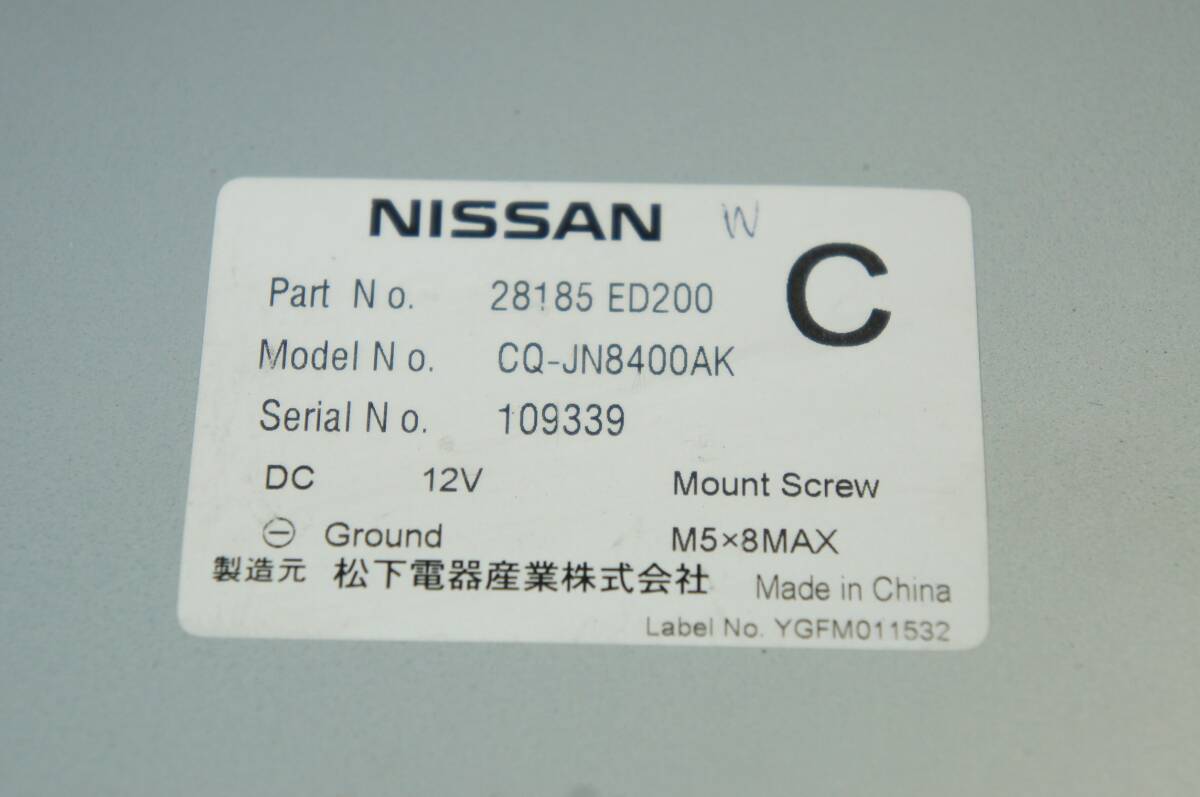 NISSAN W
C
Part No. 28185 ED200
Model No. CQ-JN8400AK
Serial No. 109339
DC 12V Mount Screw
⊖ Ground M5×8MAX
製造元 松下電器産業株式会社 Made in China
Label No. YGFM011532